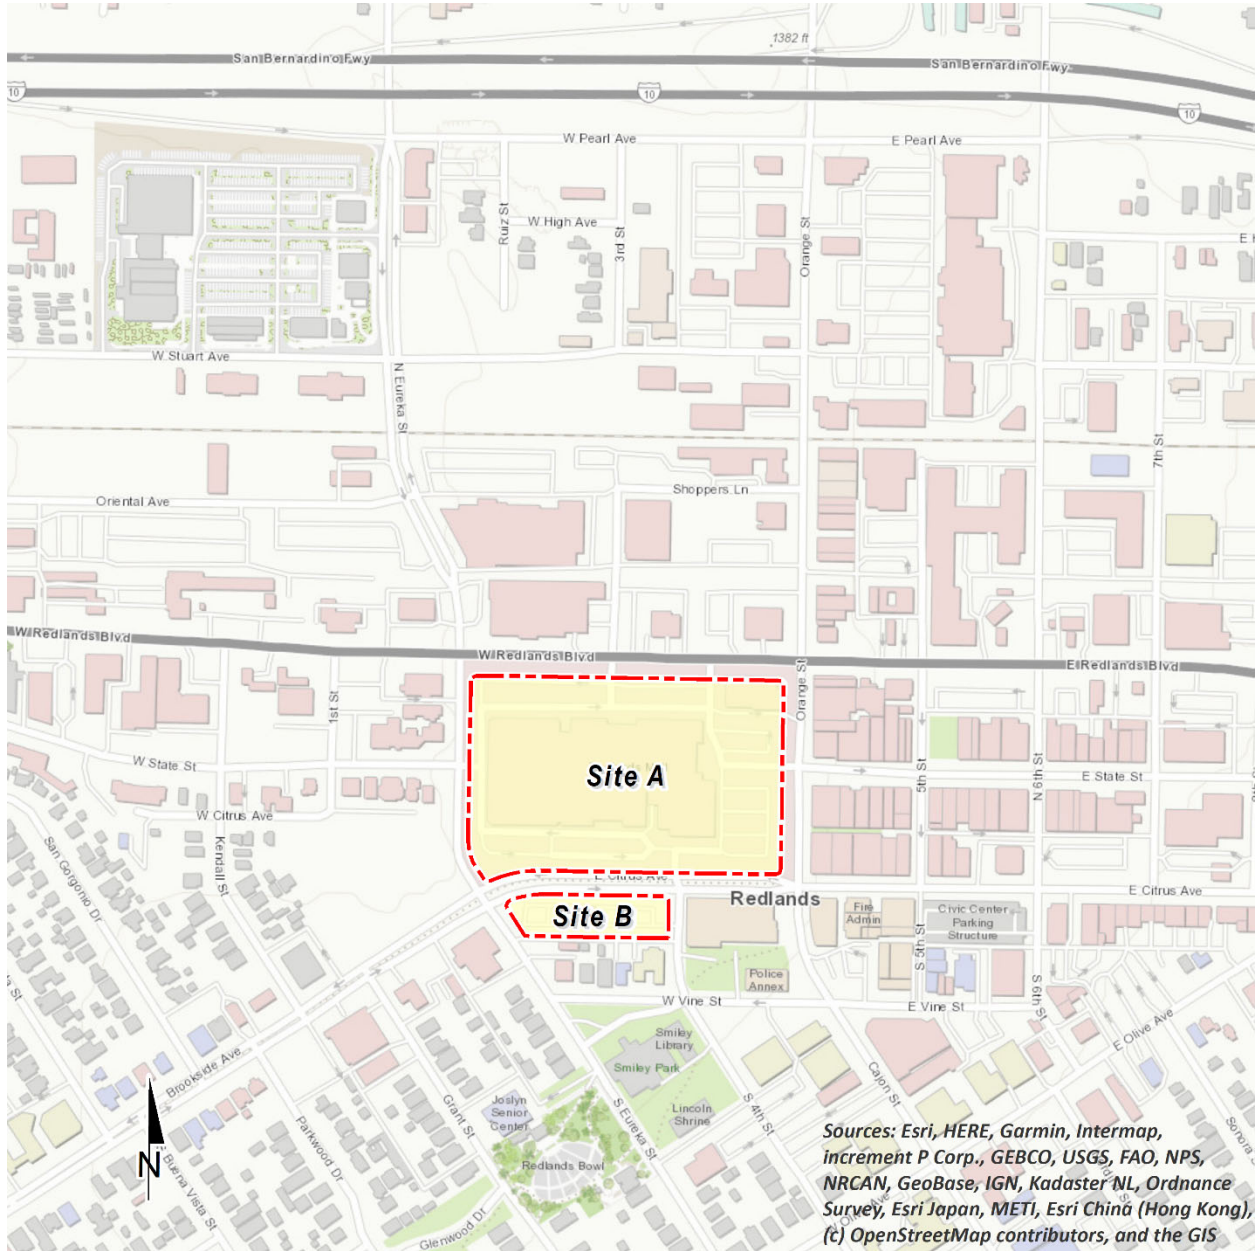 1382 ft
San Bernardino Fwy
San Bernardino Fwy
10
10
10
W Pearl Ave
E Pearl Ave
Ruiz St
W High Ave
3rd St
Orange St
W Stuart Ave
N Eureka St
7th St
Shoppers Ln
Oriental Ave
W Redlands Blvd
W Redlands Blvd
E Redlands Blvd
1st St
Orange St
W State St
Site A
5th St
N 6th St
E State St
W Citrus Ave
Kendall St
San Gorgonio Dr
E Citrus Ave
E Citrus Ave
Redlands
Site B
Fire
Admin
Civic Center
Parking
Structure
S 5th St
Police
Annex
W Vine St
E Vine St
S 6th St
E Olive Ave
Smiley
Library
Smiley Park
Brookside Ave
Cajon St
Joslyn
Senior
Center
Grant St
S Eureka St
Lincoln
Shrine
S 4th St
Parkwood Dr
Redlands Bowl
N
Buena Vista St
Glenwood Dr
Sonora
Sources: Esri, HERE, Garmin, Intermap,
increment P Corp., GEBCO, USGS, FAO, NPS,
NRCAN, GeoBase, IGN, Kadaster NL, Ordnance
Survey, Esri Japan, METI, Esri China (Hong Kong),
(c) OpenStreetMap contributors, and the GIS